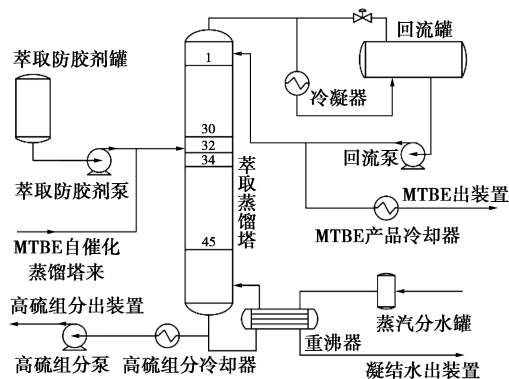 回流罐
萃取防胶剂罐
1
冷凝器
30
32
34
回流泵
萃取防胶剂泵
萃取蒸馏塔
MTBE出装置
MTBE产品冷却器
MTBE自催化
蒸馏塔来
45
高硫组分出装置
蒸汽分水罐
重沸器
高硫组分泵
高硫组分冷却器
凝结水出装置